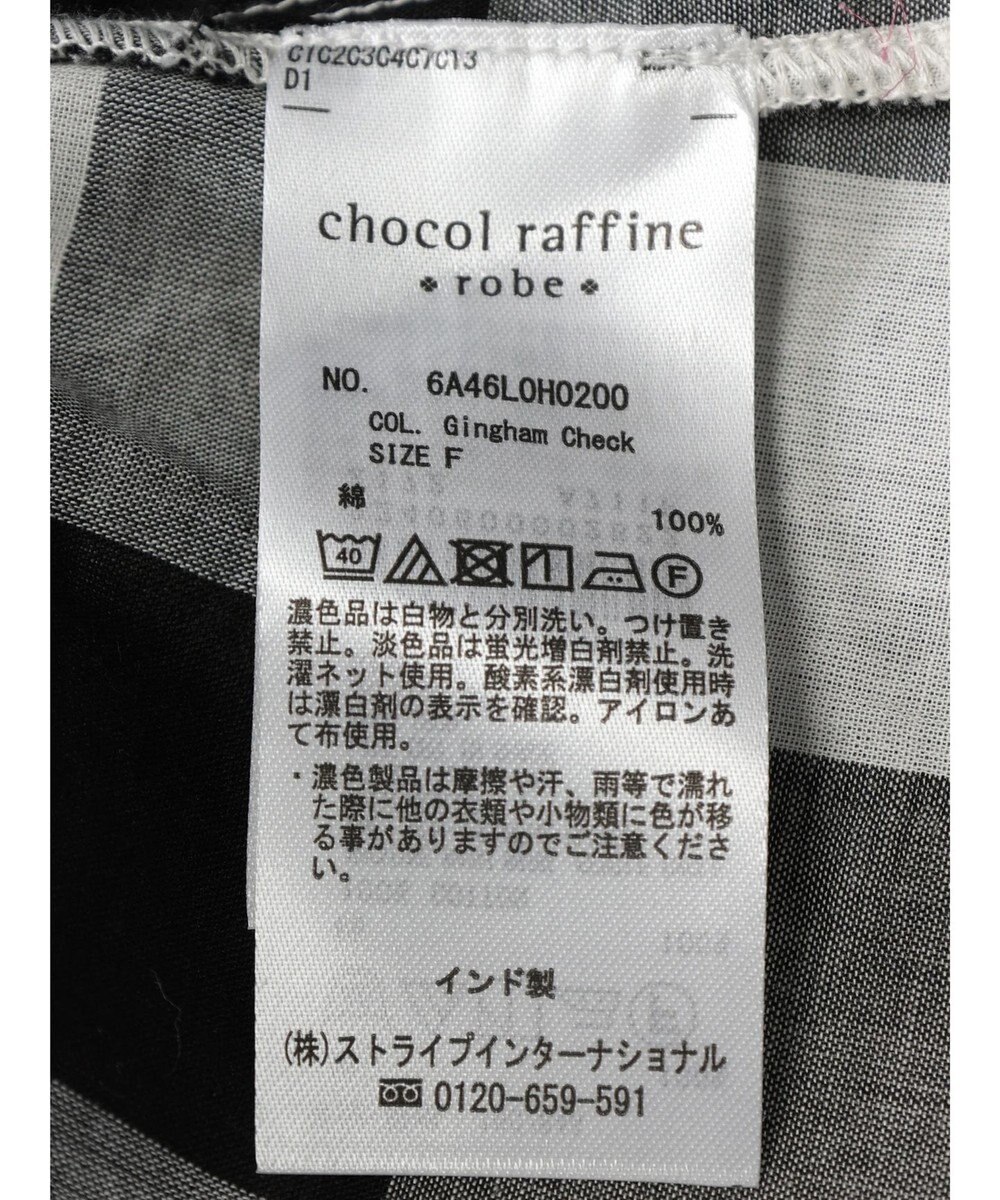 C1C2C3C4C7C13
D1
chocol raffine
robe
NO. 6A46L0H0200
COL. Gingham Check
SIZE F
綿 100%
40 F
濃色品は白物と分別洗い。つけ置き
禁止。淡色品は蛍光増白剤禁止。洗
濯ネット使用。酸素系漂白剤使用時
は漂白剤の表示を確認。アイロンあ
て布使用。
・濃色製品は摩擦や汗、雨等で濡れ
た際に他の衣類や小物類に色が移
る事がありますのでご注意くださ
い。
インド製
(株)ストライプインターナショナル
0120-659-591